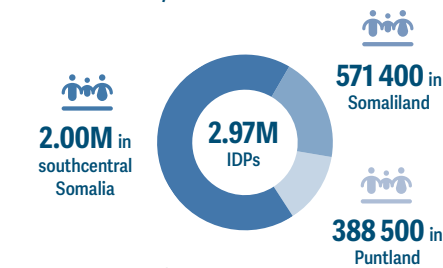 2.00M in
southcentral
Somalia
2.97M
IDPs
571 400 in
Somaliland
388 500 in
Puntland